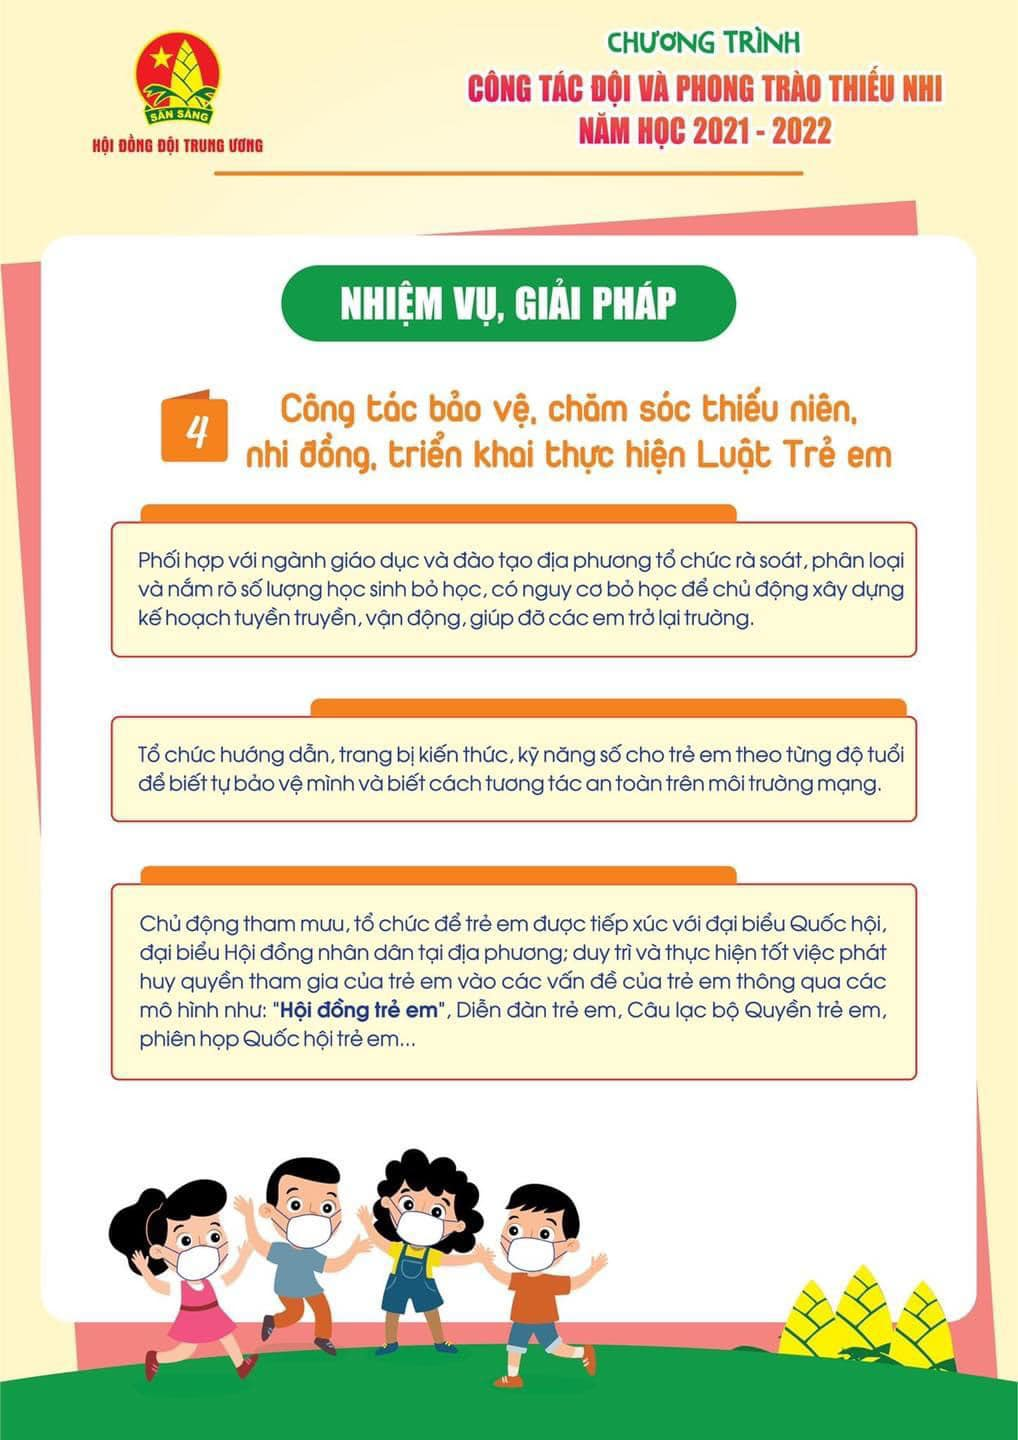 SẴN SÀNG
HỘI ĐỒNG ĐỘI TRUNG ƯƠNG
CHƯƠNG TRÌNH
CÔNG TÁC ĐỘI VÀ PHONG TRÀO THIẾU NHI
NĂM HỌC 2021 - 2022
NHIỆM VỤ, GIẢI PHÁP
4
Công tác bảo vệ, chăm sóc thiếu niên,
nhi đồng, triển khai thực hiện Luật Trẻ em
Phối hợp với ngành giáo dục và đào tạo địa phương tổ chức rà soát, phân loại
và nắm rõ số lượng học sinh bỏ học, có nguy cơ bỏ học để chủ động xây dựng
kế hoạch tuyền truyền, vận động, giúp đỡ các em trở lại trường.
Tổ chức hướng dẫn, trang bị kiến thức, kỹ năng số cho trẻ em theo từng độ tuổi
để biết tự bảo vệ mình và biết cách tương tác an toàn trên môi trường mạng.
Chủ động tham mưu, tổ chức để trẻ em được tiếp xúc với đại biểu Quốc hội,
đại biểu Hội đồng nhân dân tại địa phương; duy trì và thực hiện tốt việc phát
huy quyền tham gia của trẻ em vào các vấn đề của trẻ em thông qua các
mô hình như: "Hội đồng trẻ em", Diễn đàn trẻ em, Câu lạc bộ Quyền trẻ em,
phiên họp Quốc hội trẻ em...